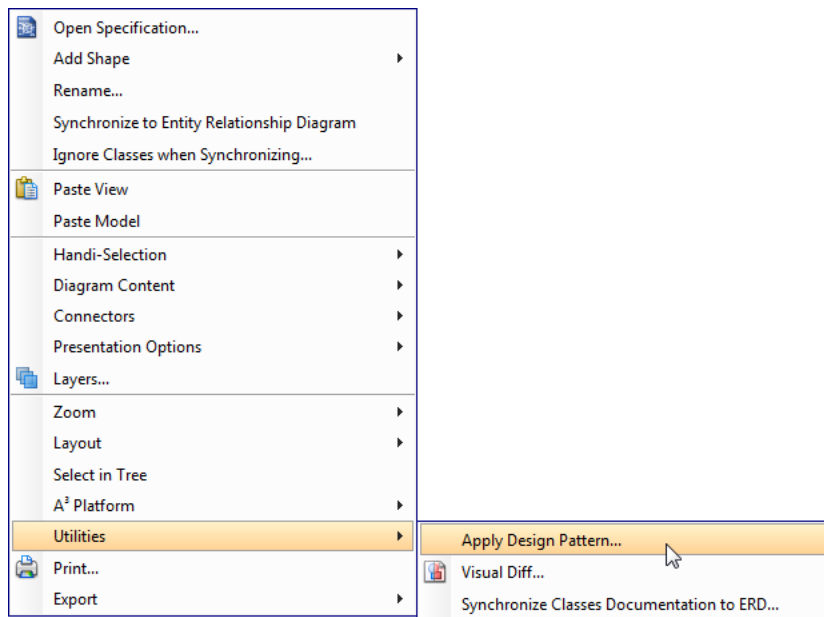 Open Specification...
Add Shape
Rename...
Synchronize to Entity Relationship Diagram
Ignore Classes when Synchronizing...
Paste View
Paste Model
Handi-Selection
Diagram Content
Connectors
Presentation Options
Layers...
Zoom
Layout
Select in Tree
A³ Platform
Utilities
Print...
Export
Apply Design Pattern...
Visual Diff...
Synchronize Classes Documentation to ERD...